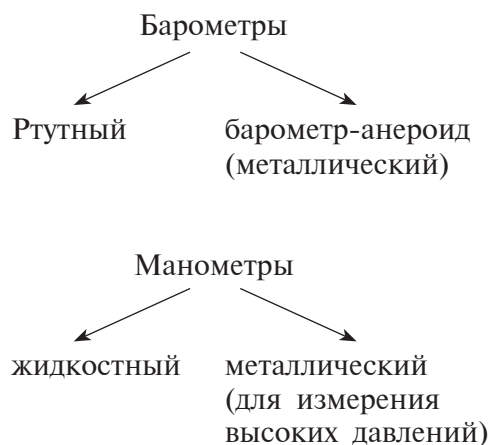 Барометры
Ртутный барометр-анероид
(металлический)
Манометры
жидкостный металлический
(для измерения
высоких давлений)